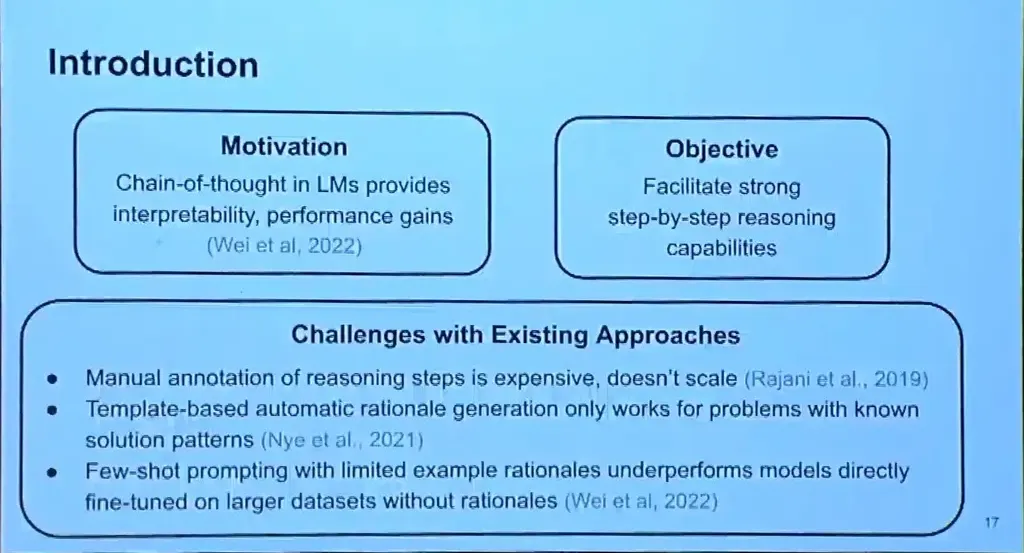 Introduction
Motivation
Chain-of-thought in LMs provides
interpretability, performance gains
(Wei et al, 2022)
Objective
Facilitate strong
step-by-step reasoning
capabilities
Challenges with Existing Approaches
● Manual annotation of reasoning steps is expensive, doesn't scale (Rajani et al., 2019)
● Template-based automatic rationale generation only works for problems with known
solution patterns (Nye et al., 2021)
● Few-shot prompting with limited example rationales underperforms models directly
fine-tuned on larger datasets without rationales (Wei et al, 2022)
17